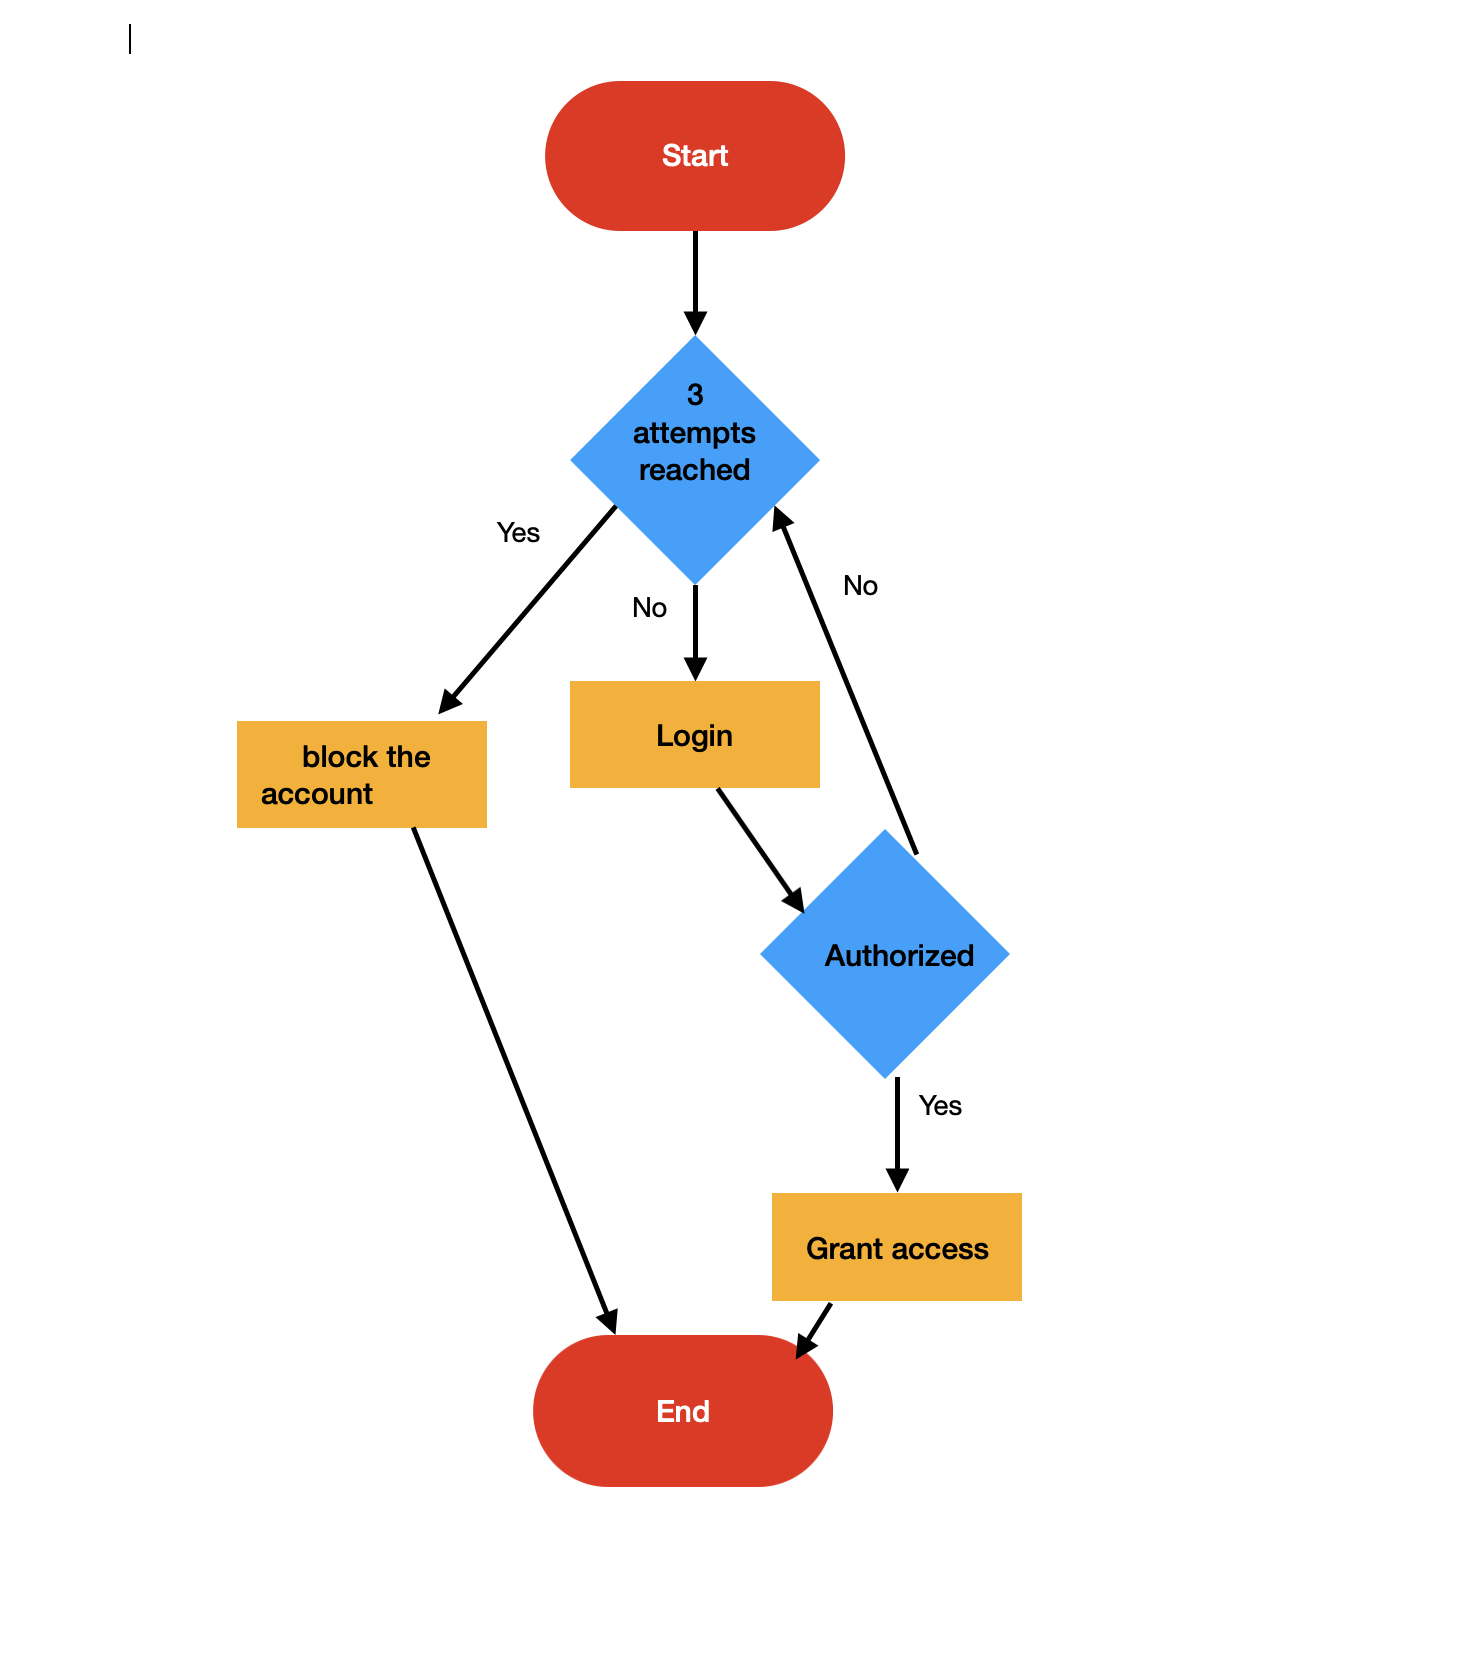 Start
3
attempts
reached
Yes
No
No
Login
block the
account
Authorized
Yes
Grant access
End